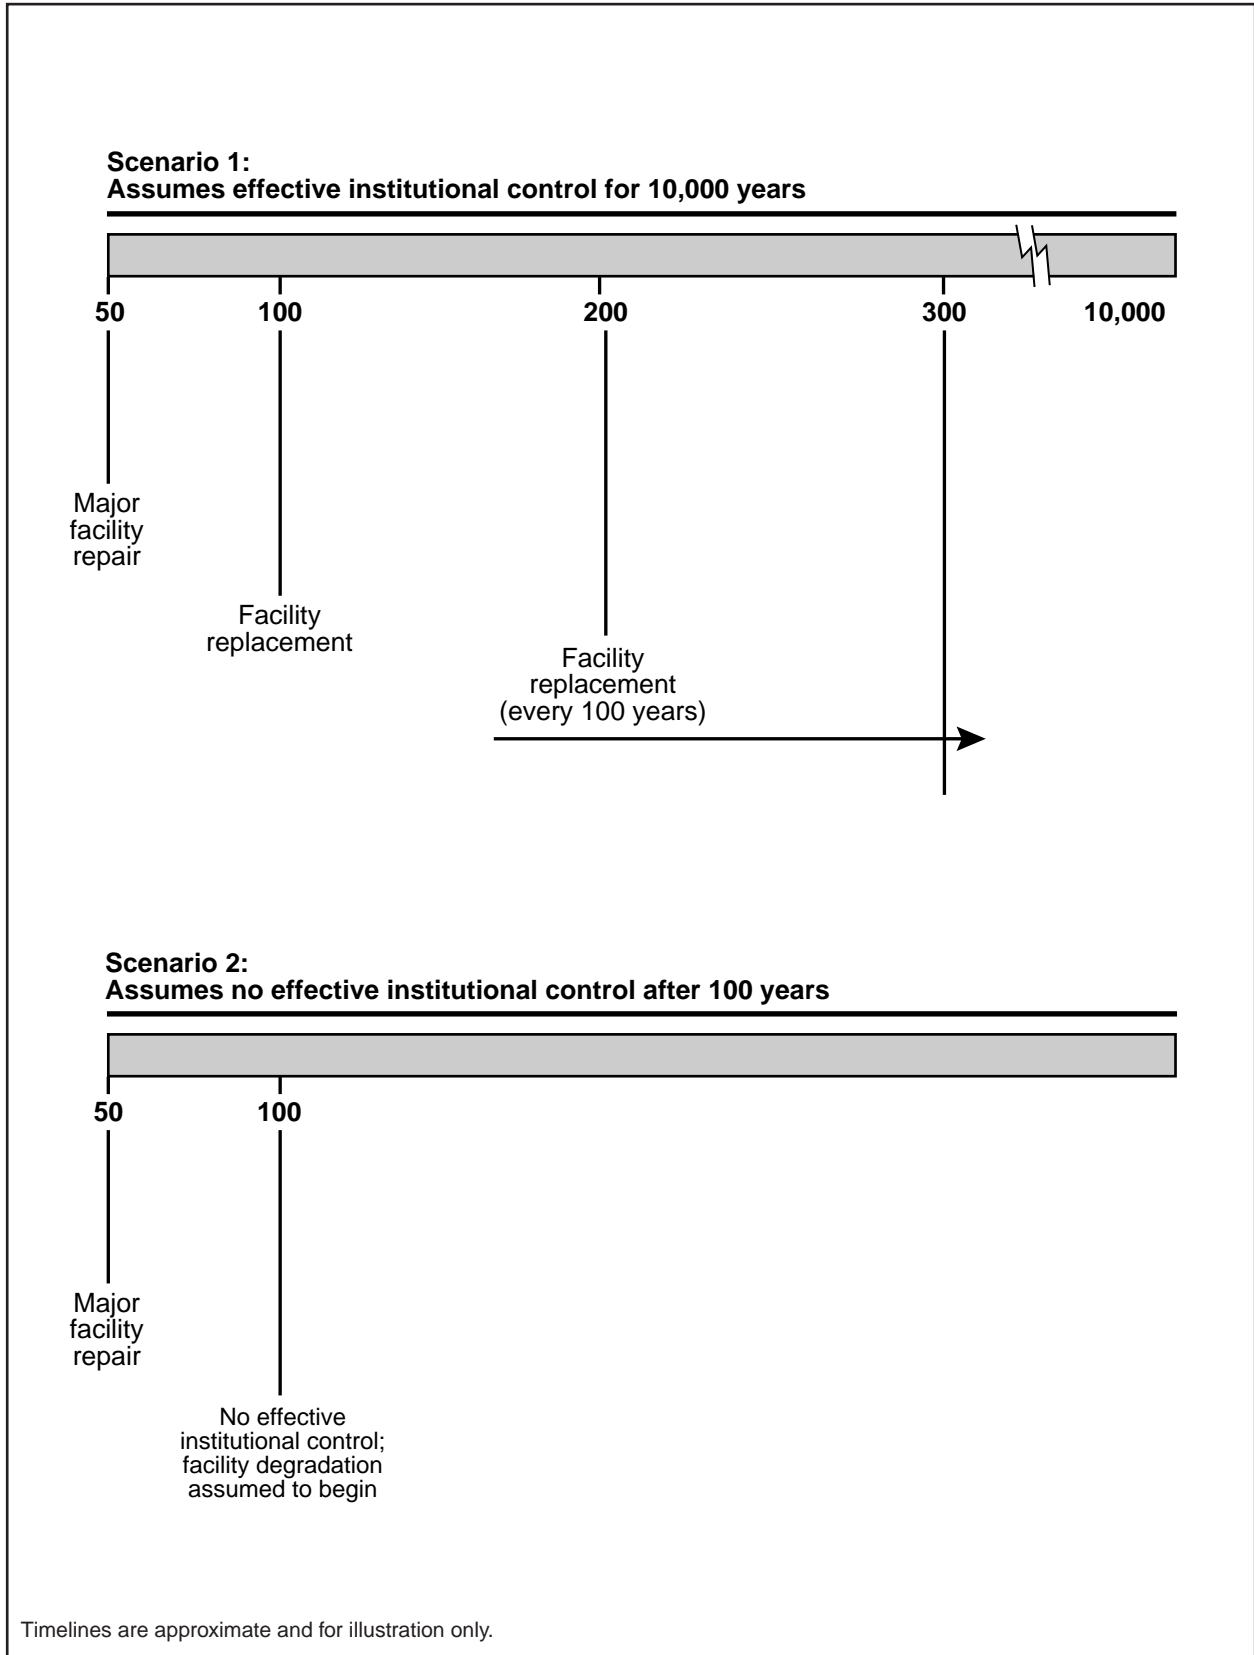 Scenario 1:
Assumes effective institutional control for 10,000 years
50 100 200 300 10,000
Major
facility
repair
Facility
replacement
Facility
replacement
(every 100 years)
Scenario 2:
Assumes no effective institutional control after 100 years
50 100
Major
facility
repair
No effective
institutional control;
facility degradation
assumed to begin
Timelines are approximate and for illustration only.